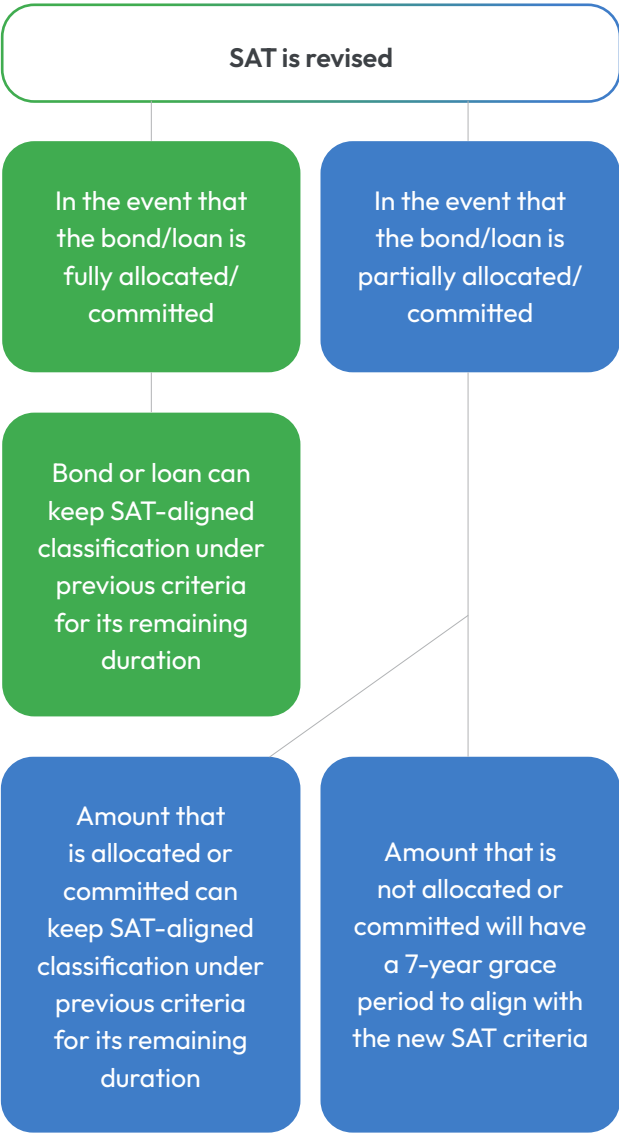 SAT is revised
In the event that
the bond/loan is
fully allocated/
committed
In the event that
the bond/loan is
partially allocated/
committed
Bond or loan can
keep SAT-aligned
classification under
previous criteria
for its remaining
duration
Amount that
is allocated or
committed can
keep SAT-aligned
classification under
previous criteria
for its remaining
duration
Amount that is
not allocated or
committed will have
a 7-year grace
period to align with
the new SAT criteria